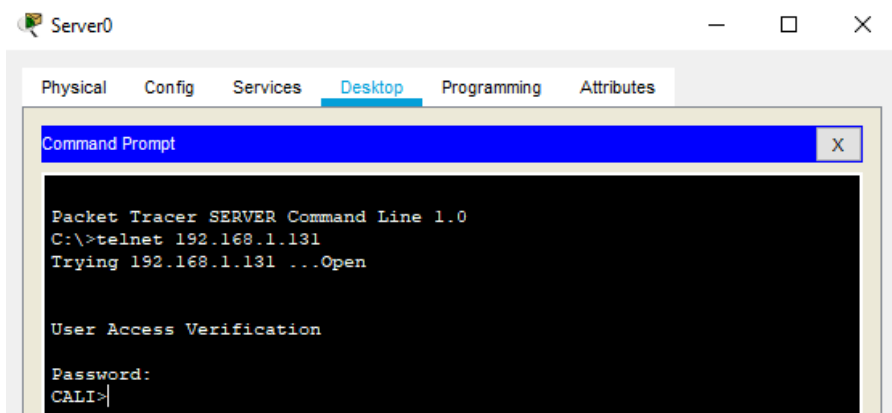 Server0
Physical Config Services Desktop Programming Attributes
Command Prompt X
Packet Tracer SERVER Command Line 1.0
C:\>telnet 192.168.1.131
Trying 192.168.1.131 ...Open
User Access Verification
Password:
CALI>